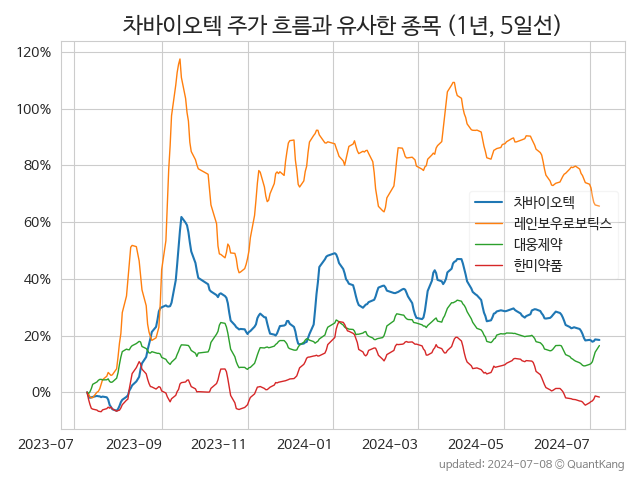 차바이오텍 주가 흐름과 유사한 종목 (1년, 5일선)
120%
100%
80%
60%
40%
20%
0%
차바이오텍
레인보우로보틱스
대웅제약
한미약품
2023-07 2023-09 2023-11 2024-01 2024-03 2024-05 2024-07
updated: 2024-07-08 © QuantKang